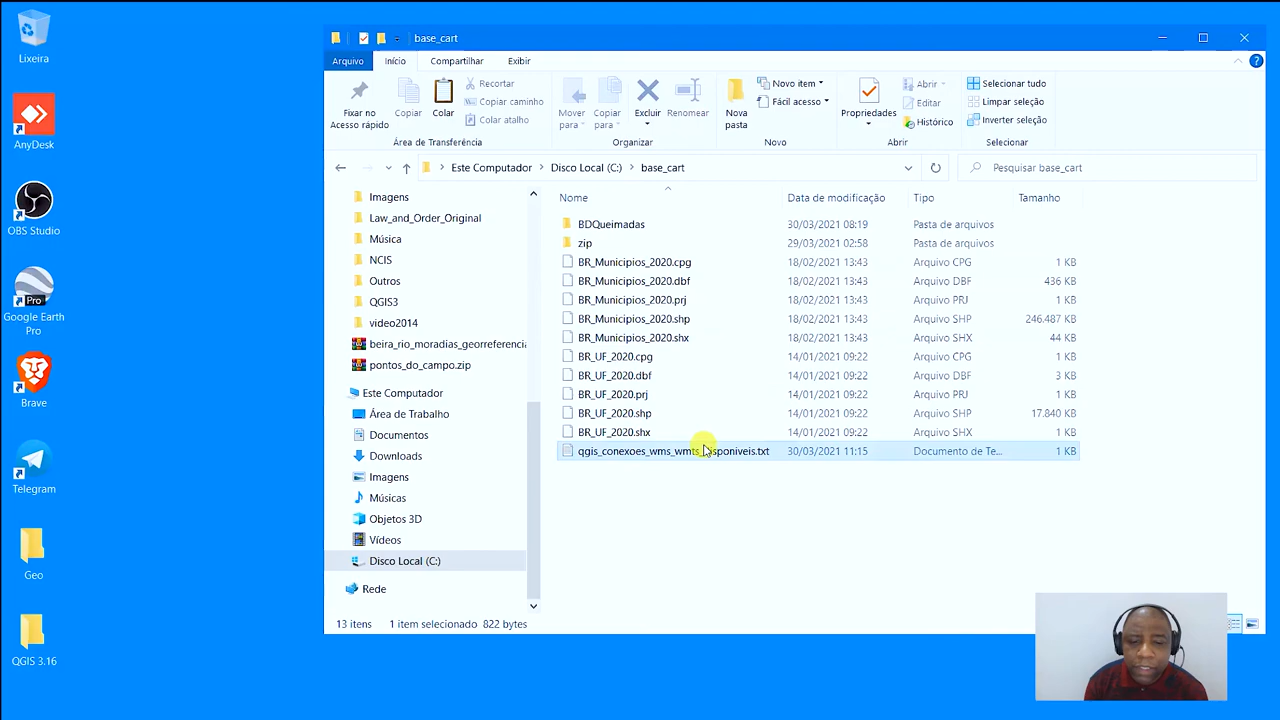 Lixeira
AnyDesk
OBS Studio
Pro
Google Earth
Pro
Brave
Telegram
Geo
QGIS 3.16
base_cart
Arquivo
Início
Compartilhar
Exibir
Fixar no
Acesso rápido
Copiar
Colar
Recortar
Copiar caminho
Colar atalho
Área de Transferência
Mover
para
Copiar
para
Excluir
Renomear
Organizar
Nova
pasta
Novo item
Fácil acesso
Novo
Propriedades
Abrir
Editar
Histórico
Abrir
Selecionar tudo
Limpar seleção
Inverter seleção
Selecionar
Este Computador > Disco Local (C:) > base_cart
Pesquisar base_cart
Imagens
Law_and_Order_Original
Música
NCIS
Outros
QGIS3
video2014
beira_rio_moradias_georreferencia
pontos_do_campo.zip
Este Computador
Área de Trabalho
Documentos
Downloads
Imagens
Músicas
Objetos 3D
Vídeos
Disco Local (C:)
Rede
Nome Data de modificação Tipo Tamanho
BDQueimadas 30/03/2021 08:19 Pasta de arquivos
zip 29/03/2021 02:58 Pasta de arquivos
BR_Municipios_2020.cpg 18/02/2021 13:43 Arquivo CPG 1 KB
BR_Municipios_2020.dbf 18/02/2021 13:43 Arquivo DBF 436 KB
BR_Municipios_2020.prj 18/02/2021 13:43 Arquivo PRJ 1 KB
BR_Municipios_2020.shp 18/02/2021 13:43 Arquivo SHP 246.487 KB
BR_Municipios_2020.shx 18/02/2021 13:43 Arquivo SHX 44 KB
BR_UF_2020.cpg 14/01/2021 09:22 Arquivo CPG 1 KB
BR_UF_2020.dbf 14/01/2021 09:22 Arquivo DBF 3 KB
BR_UF_2020.prj 14/01/2021 09:22 Arquivo PRJ 1 KB
BR_UF_2020.shp 14/01/2021 09:22 Arquivo SHP 17.840 KB
BR_UF_2020.shx 14/01/2021 09:22 Arquivo SHX 1 KB
qgis_conexoes_wms_wmts_disponiveis.txt 30/03/2021 11:15 Documento de Te... 1 KB
13 itens 1 item selecionado 822 bytes